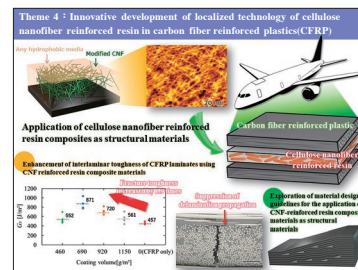 Theme 4：Innovative development of localized technology of cellulose
nanofiber reinforced resin in carbon fiber reinforced plastics(CFRP)
Any hydrophobic media
Modified CNF
Application of cellulose nanofiber reinforced
resin composites as structural materials
Carbon fiber reinforced plastic
Cellulose nanofiber
reinforced resin
Enhancement of interlaminar toughness of CFRP laminates using
CNF reinforced resin composite materials
Fracture toughness
1200
1000
800
600
400
200
0
552
871
720
561
457
460
690
920
1150
0(CFRP only)
Coating volume[g/m²]
Suppression of
delamination propagation
Exploration of material design
guidelines for the application of
CNF-reinforced resin composite
materials as structural
materials